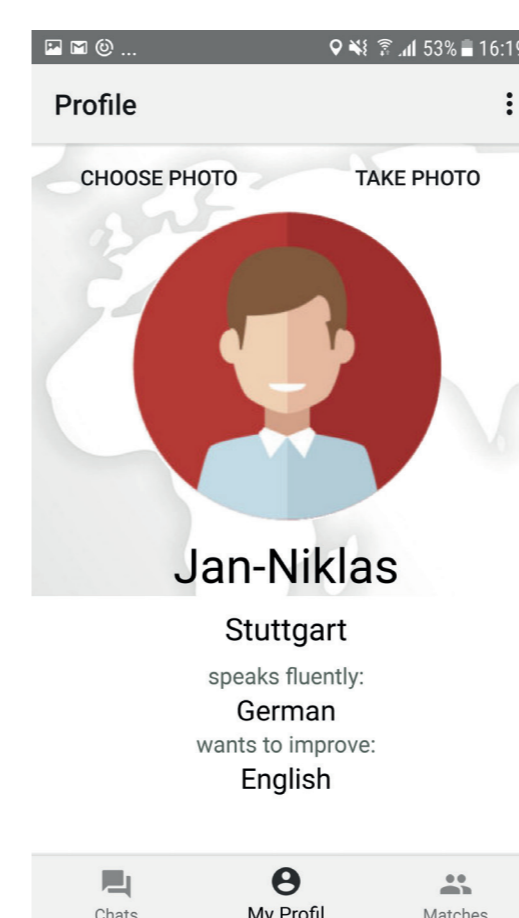 ... 53% 16:19
Profile
CHOOSE PHOTO TAKE PHOTO
Jan-Niklas
Stuttgart
speaks fluently:
German
wants to improve:
English
Chats My Profil Matches